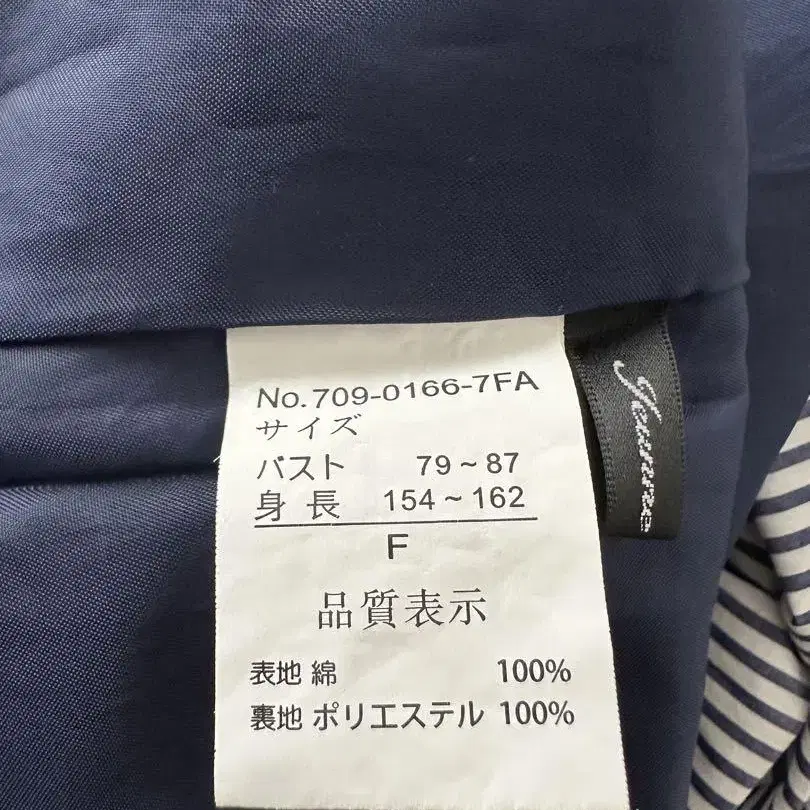 No.709-0166-7FA
サイズ
バスト 79～87
身長 154～162
F
品質表示
表地 綿 100%
裏地 ポリエステル 100%